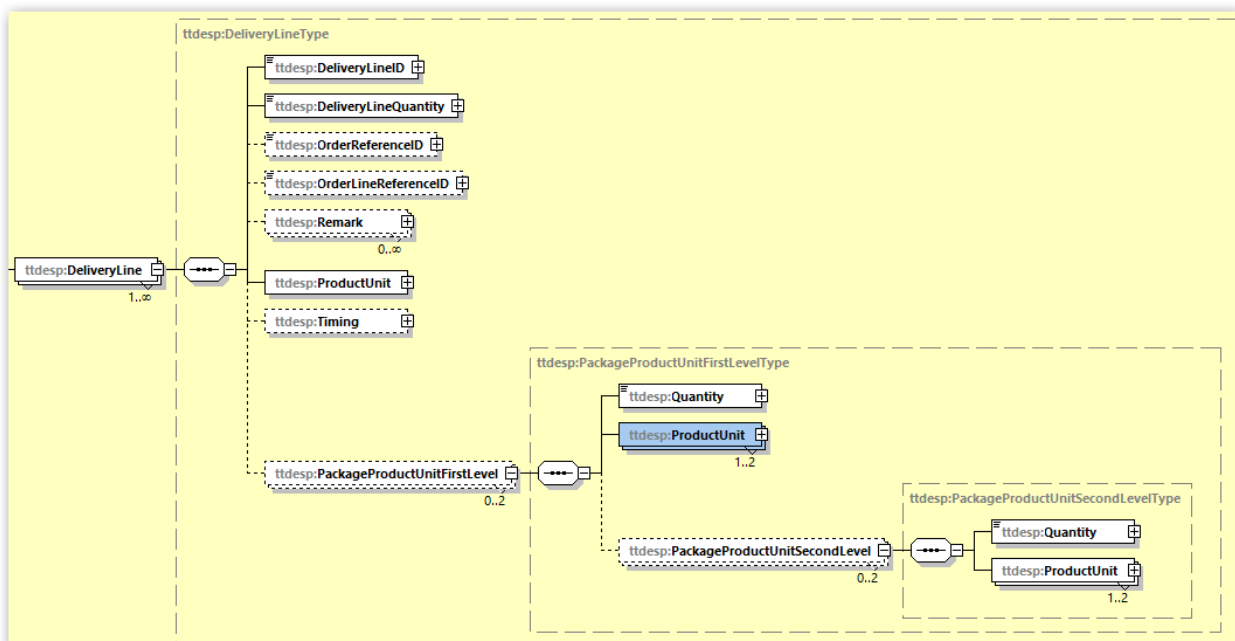 ttdesp:DeliveryLineType
ttdesp:DeliveryLineID
ttdesp:DeliveryLineQuantity
ttdesp:OrderReferenceID
ttdesp:OrderLineReferenceID
ttdesp:Remark
0..∞
ttdesp:DeliveryLine
1..∞
ttdesp:ProductUnit
ttdesp:Timing
ttdesp:PackageProductUnitFirstLevelType
ttdesp:Quantity
ttdesp:ProductUnit
1..2
ttdesp:PackageProductUnitFirstLevel
0..2
ttdesp:PackageProductUnitSecondLevelType
ttdesp:Quantity
ttdesp:PackageProductUnitSecondLevel
0..2
ttdesp:ProductUnit
1..2